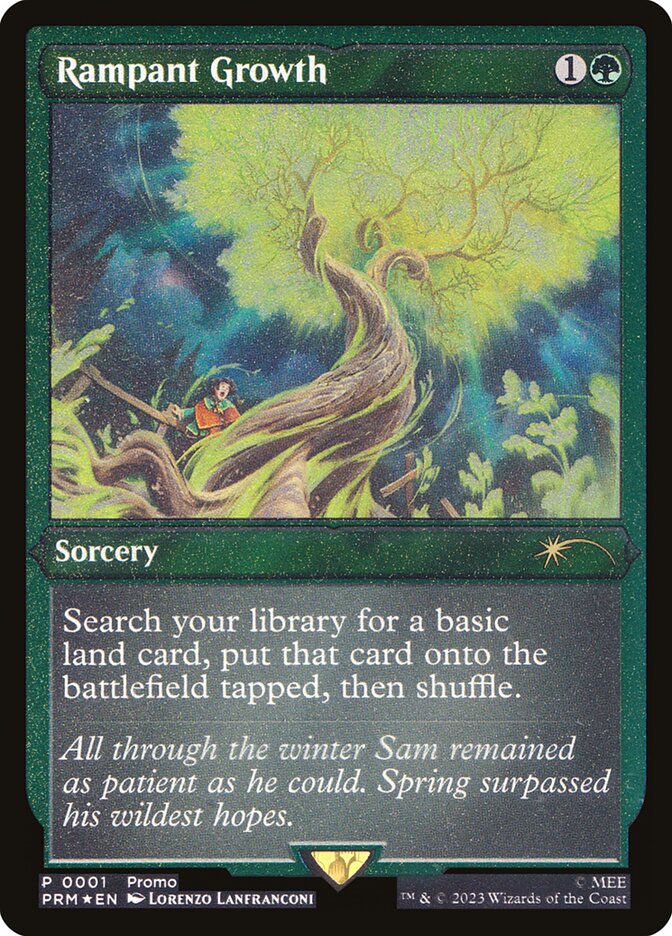 Rampant Growth 1
Sorcery
Search your library for a basic
land card, put that card onto the
battlefield tapped, then shuffle.
All through the winter Sam remained
as patient as he could. Spring surpassed
his wildest hopes.
P 0001 Promo
© MEE
PRM★EN Lorenzo Lanfranconi
™ & © 2023 Wizards of the Coast